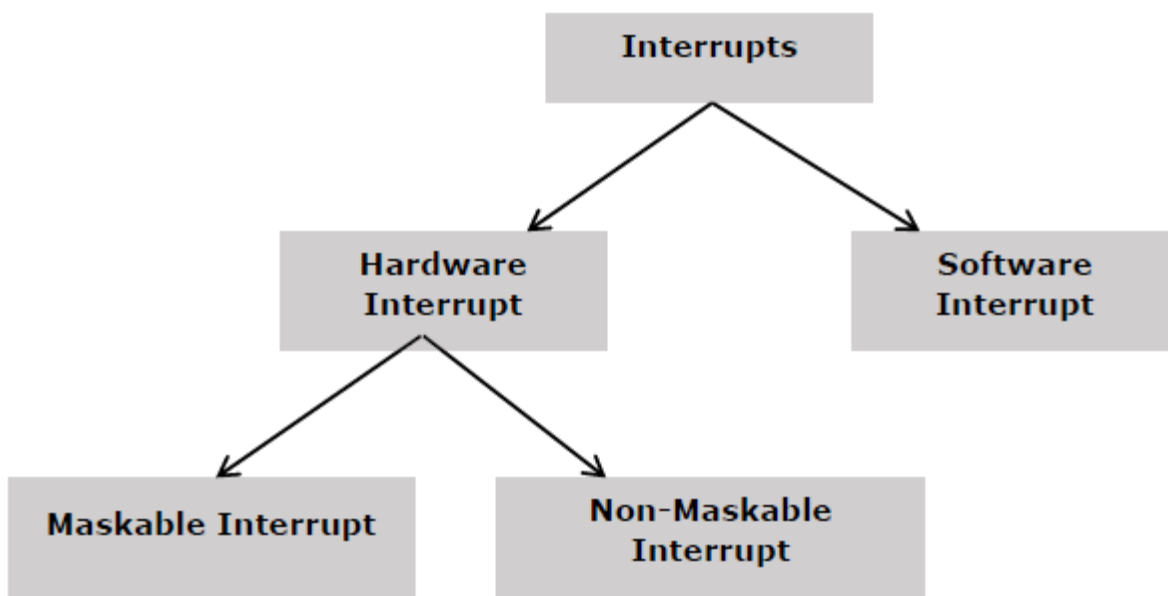 Interrupts
Hardware
Interrupt
Software
Interrupt
Maskable Interrupt
Non-Maskable
Interrupt